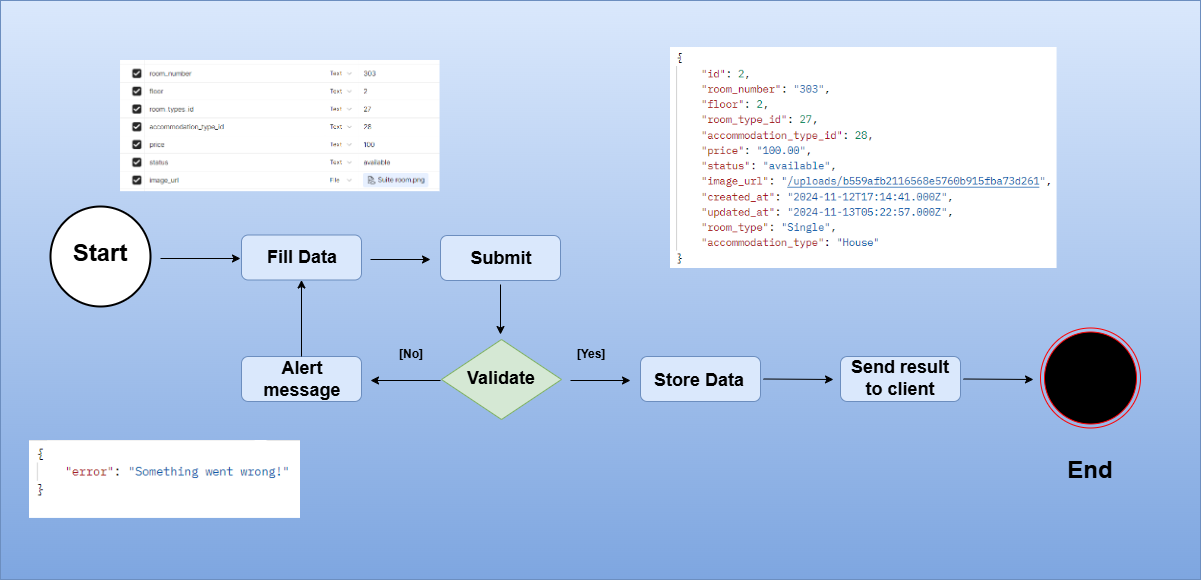 room_number Text 303
floor Text 2
room_types_id Text 27
accommodation_type_id Text 28
price Text 100
status Text available
image_url File Suite room.png
{
"id": 2,
"room_number": "303",
"floor": 2,
"room_type_id": 27,
"accommodation_type_id": 28,
"price": "100.00",
"status": "available",
"image_url": "/uploads/b559afb2116568e5760b915fba73d261",
"created_at": "2024-11-12T17:14:41.000Z",
"updated_at": "2024-11-13T05:22:57.000Z",
"room_type": "Single",
"accommodation_type": "House"
}
Start
Fill Data
Submit
Alert
message
[No]
Validate
[Yes]
Store Data
Send result
to client
End
{
"error": "Something went wrong!"
}